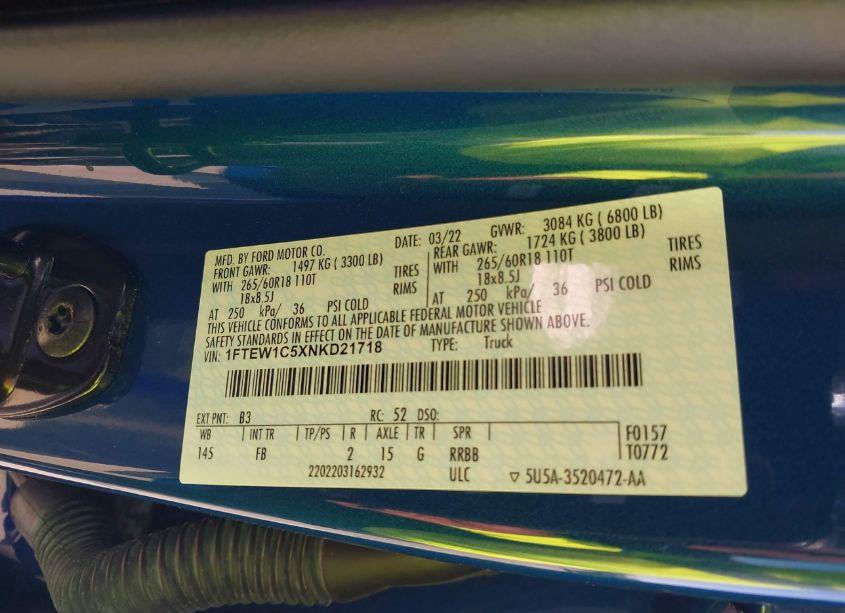 MFD. BY FORD MOTOR CO. DATE: 03/22 GVWR: 3084 KG ( 6800 LB)
FRONT GAWR: 1497 KG ( 3300 LB) REAR GAWR: 1724 KG ( 3800 LB)
WITH 265/60R18 110T TIRES WITH 265/60R18 110T TIRES
18x8.5J RIMS 18x8.5J RIMS
AT 250 kPa/ 36 PSI COLD AT 250 kPa/ 36 PSI COLD
THIS VEHICLE CONFORMS TO ALL APPLICABLE FEDERAL MOTOR VEHICLE
SAFETY STANDARDS IN EFFECT ON THE DATE OF MANUFACTURE SHOWN ABOVE.
VIN: 1FTEW1C5XNKD21718 TYPE: Truck
EXT PNT: B3 RC: 52 DSO:
WB INT TR TP/PS R AXLE TR SPR F0157
145 FB 2 15 G RRBB T0772
2202203162932 ULC ▽ 5U5A-3520472-AA